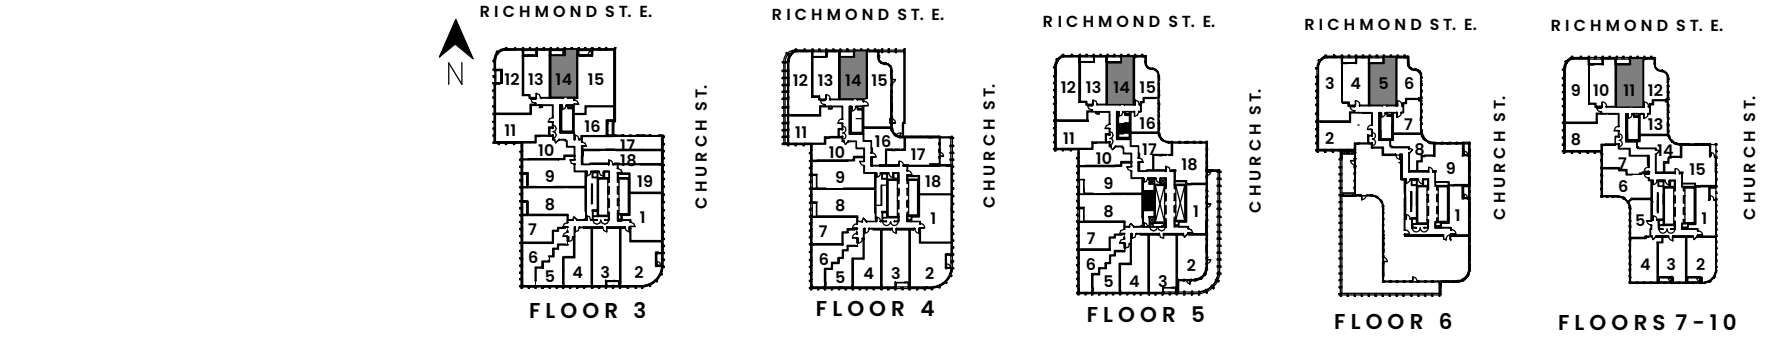 RICHMOND ST. E.
N
12 13 14 15
11 16
10 17
18
9 19
8 1
7
6
5 4 3 2
CHURCH ST.
FLOOR 3
RICHMOND ST. E.
12 13 14 15
11 16
10 17
9 18
8 1
7
6
5 4 3 2
CHURCH ST.
FLOOR 4
RICHMOND ST. E.
12 13 14 15
11 16
10 17
18
9
8 1
7
6 2
5 4 3
CHURCH ST.
FLOOR 5
RICHMOND ST. E.
3 4 5 6
2 7
8
9
1
CHURCH ST.
FLOOR 6
RICHMOND ST. E.
9 10 11 12
8 13
7 14
15
6
5 1
4 3 2
CHURCH ST.
FLOORS 7-10